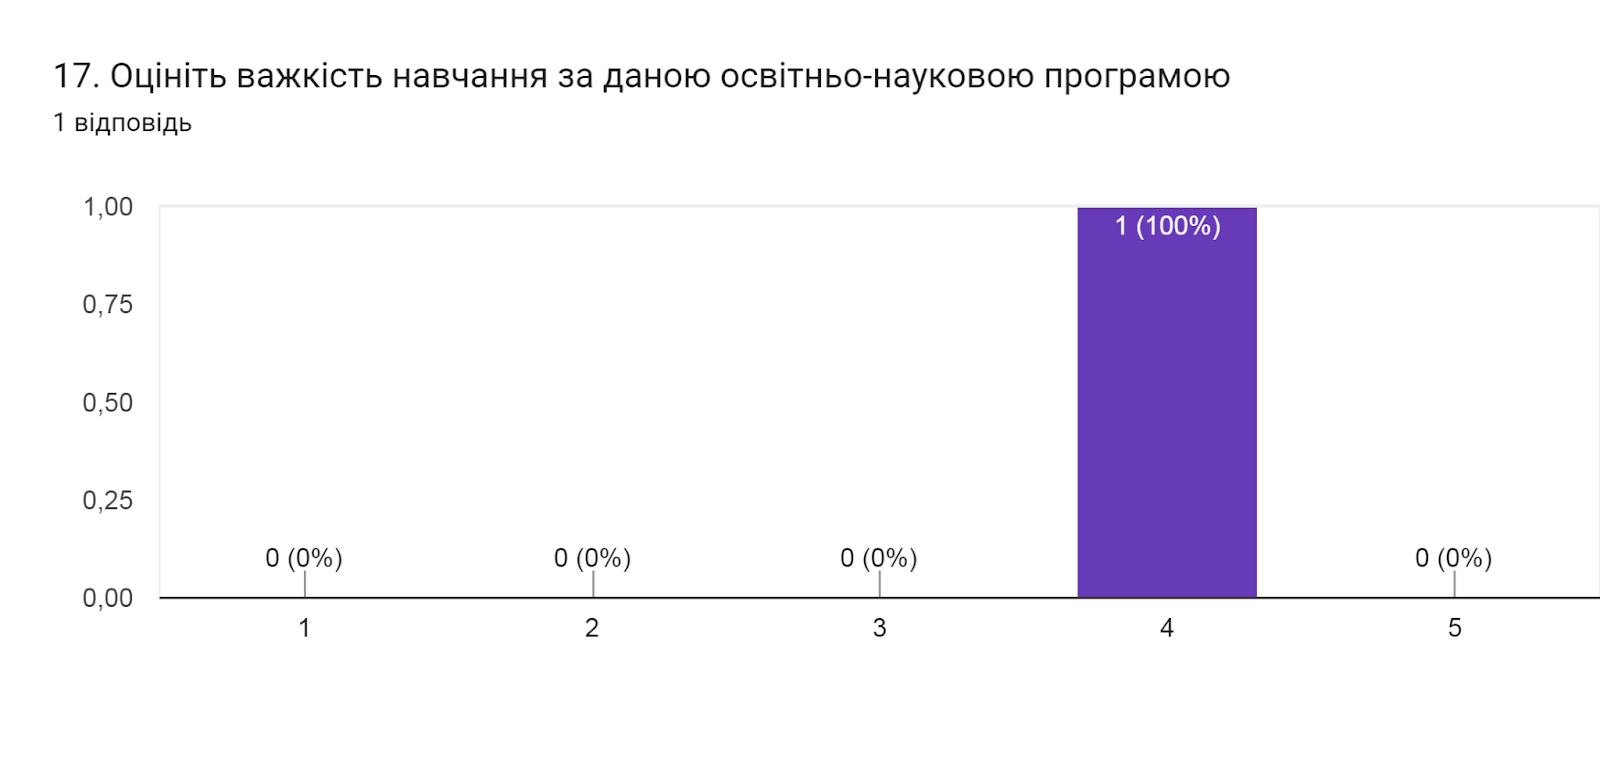 17. Оцініть важкість навчання за даною освітньо-науковою програмою
1 відповідь
1,00
1 (100%)
0,75
0,50
0,25
0 (0%) 0 (0%) 0 (0%) 0 (0%)
0,00
1 2 3 4 5